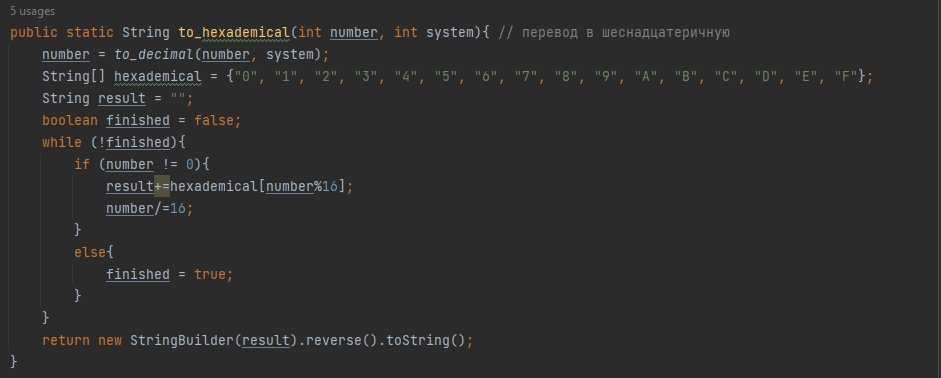 5 usages
public static String to_hexademical(int number, int system){ // перевод в шеснадцатеричную
    number = to_decimal(number, system);
    String[] hexademical = {"0", "1", "2", "3", "4", "5", "6", "7", "8", "9", "A", "B", "C", "D", "E", "F"};
    String result = "";
    boolean finished = false;
    while (!finished){
        if (number != 0){
            result+=hexademical[number%16];
            number/=16;
        }
        else{
            finished = true;
        }
    }
    return new StringBuilder(result).reverse().toString();
}